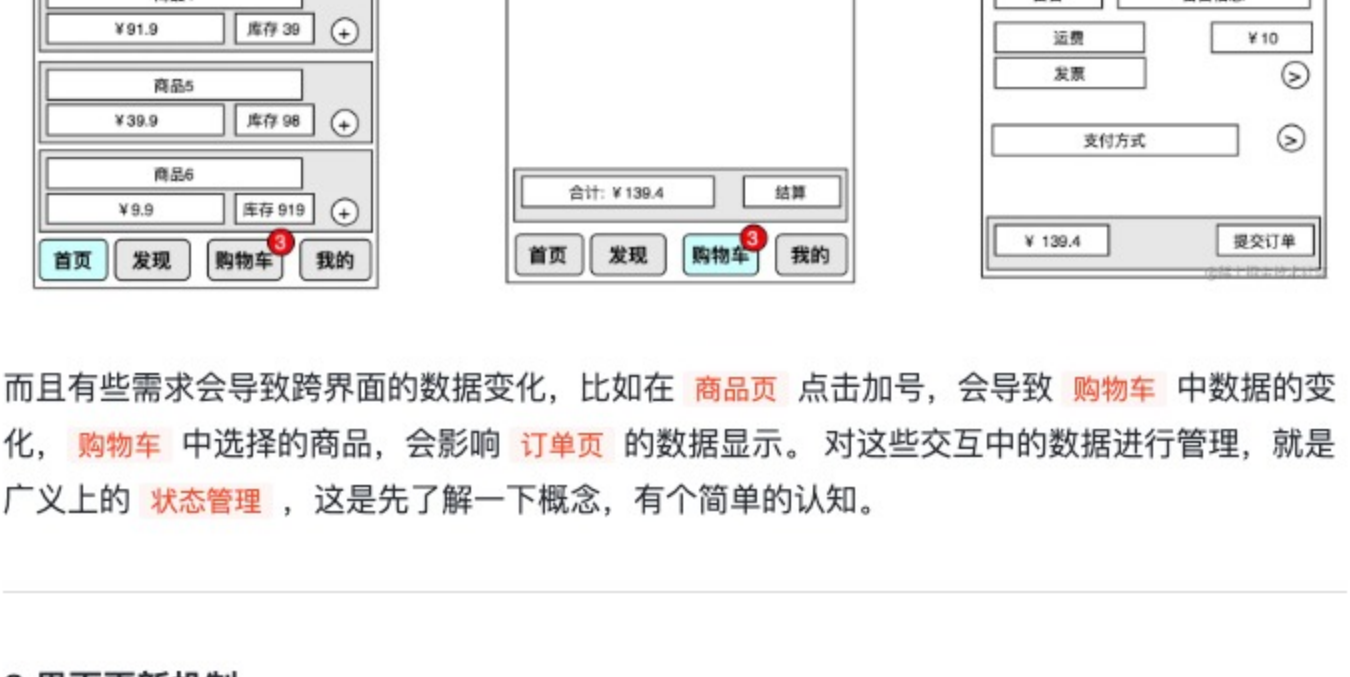 ¥91.9 库存 39 +
商品5
¥39.9 库存 98 +
商品6
¥9.9 库存 919 +
首页 发现 购物车 3 我的
合计: ¥139.4 结算
首页 发现 购物车 3 我的
运费 ¥10
发票 >
支付方式 >
¥ 139.4 提交订单
而且有些需求会导致跨界面的数据变化，比如在 商品页 点击加号，会导致 购物车 中数据的变
化， 购物车 中选择的商品，会影响 订单页 的数据显示。 对这些交互中的数据进行管理，就是
广义上的 状态管理 ，这是先了解一下概念，有个简单的认知。